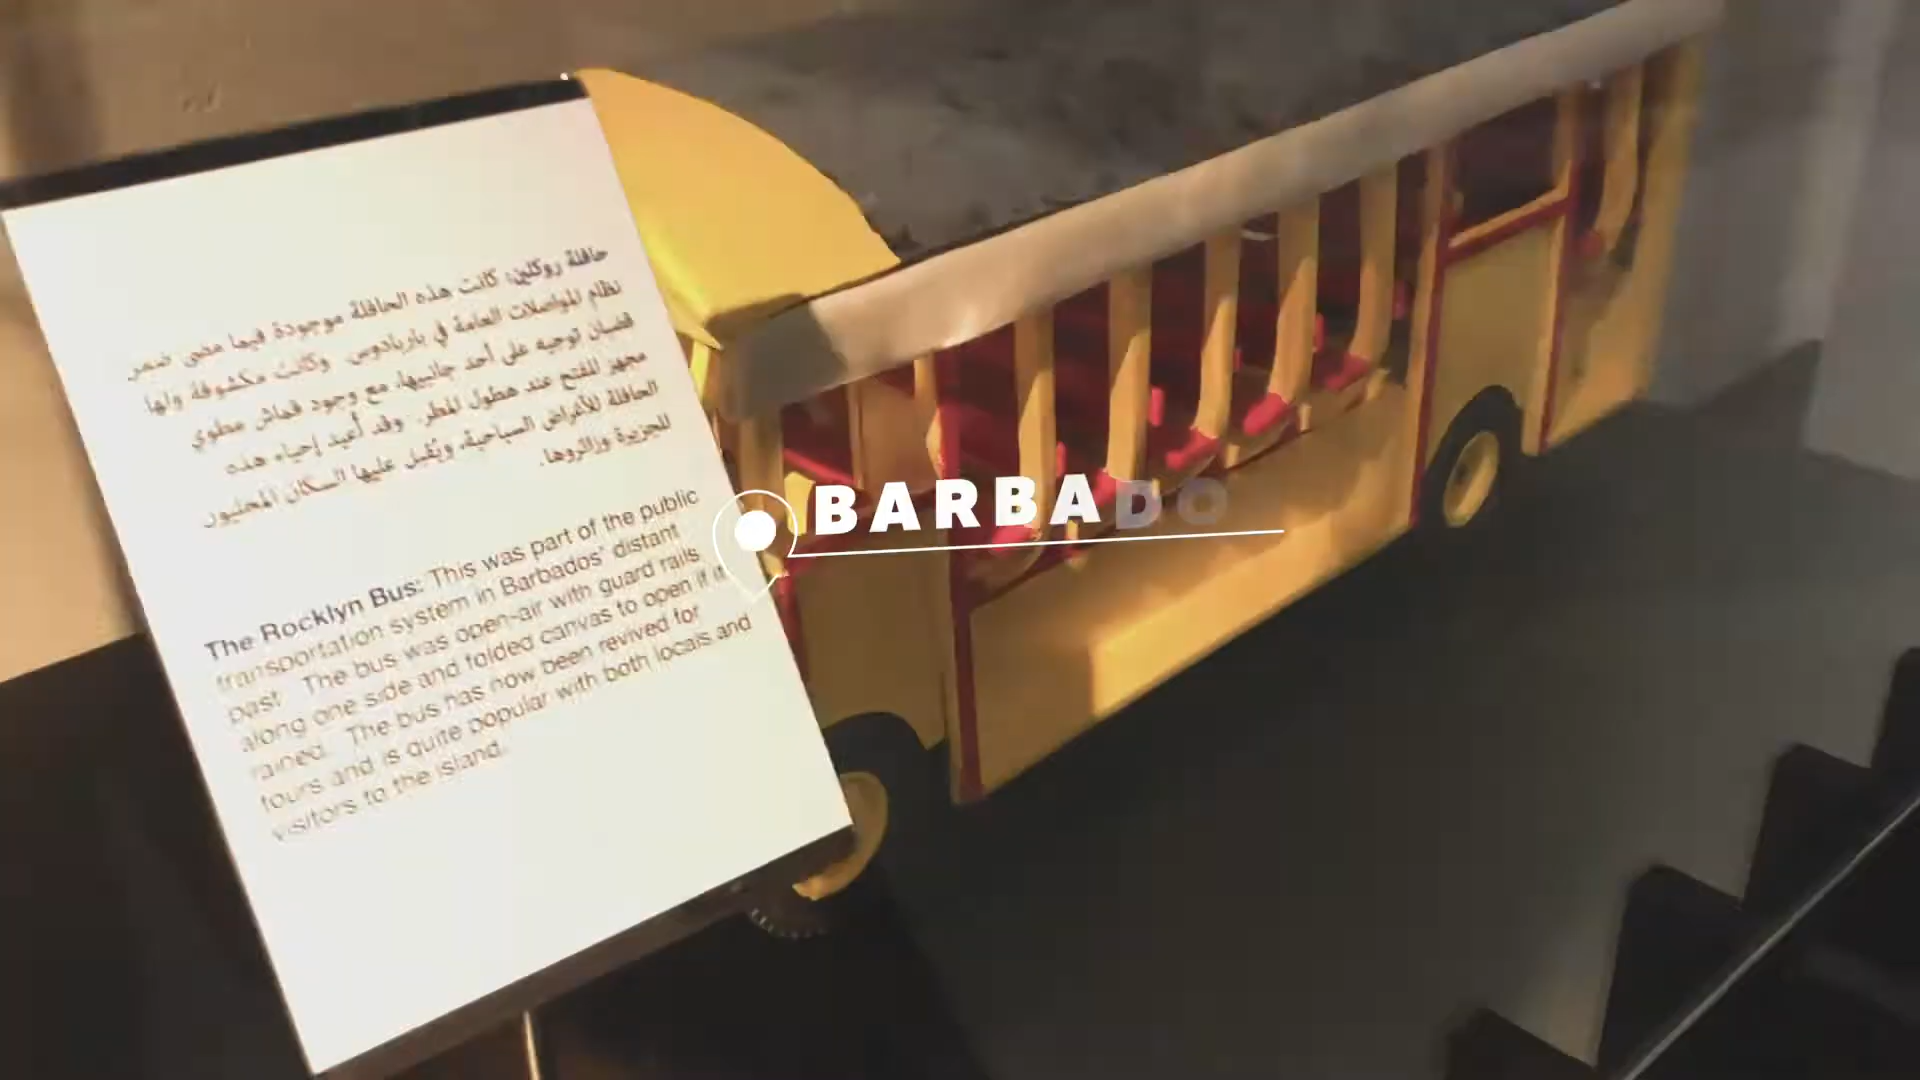 حافلة روكلين: كانت هذه الحافلة موجودة فيما مضى ضمن
نظام المواصلات العامة في باربادوس. وكانت مكشوفة ولها
قضبان توجيه على أحد جانبيها، مع وجود قماش مطوي
مجهز للفتح عند هطول المطر. وقد أُعيد إحياء هذه
الحافلة للأغراض السياحية، ويُقبل عليها السكان المحليون
للجزيرة وزائروها.
The Rocklyn Bus: This was part of the public
transportation system in Barbados' distant
past. The bus was open-air with guard rails
along one side and folded canvas to open if it
rained. The bus has now been revived for
tours and is quite popular with both locals and
visitors to the island.
BARBADO